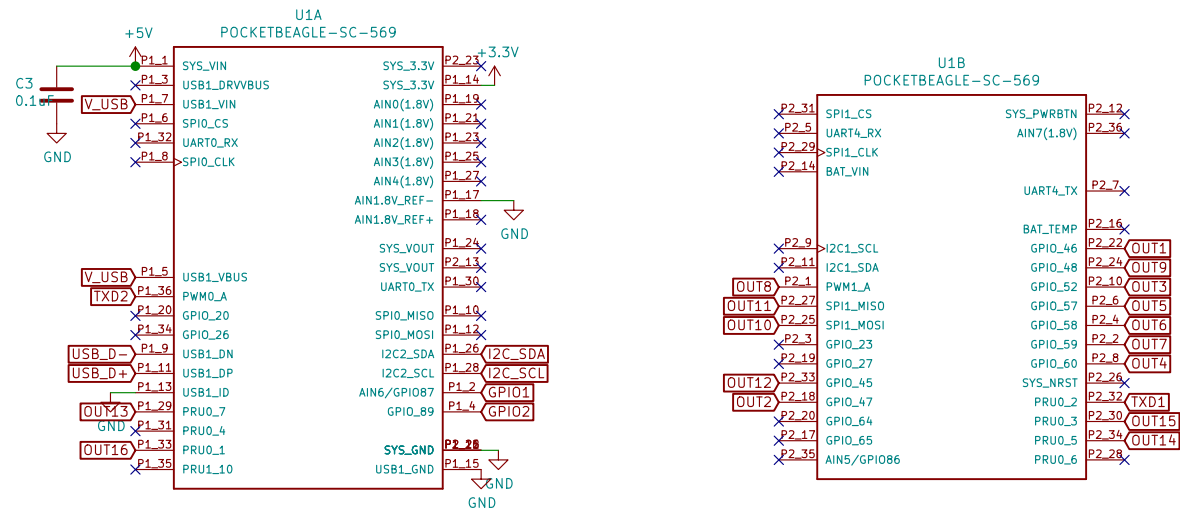 U1A
POCKETBEAGLE-SC-569
+5V
+3.3V
C3
0.1uF
GND
P1_1 SYS_VIN
P1_3 USB1_DRVVBUS
V_USB P1_7 USB1_VIN
P1_6 SPI0_CS
P1_32 UART0_RX
P1_8 SPI0_CLK
V_USB P1_5 USB1_VBUS
TXD2 P1_36 PWM0_A
P1_20 GPIO_20
P1_34 GPIO_26
USB_D- P1_9 USB1_DN
USB_D+ P1_11 USB1_DP
P1_13 USB1_ID
OUT13 P1_29 PRU0_7
GND
P1_31 PRU0_4
OUT16 P1_33 PRU0_1
P1_35 PRU1_10
SYS_3.3V P2_23
SYS_3.3V P1_14
AIN0(1.8V) P1_19
AIN1(1.8V) P1_21
AIN2(1.8V) P1_23
AIN3(1.8V) P1_25
AIN4(1.8V) P1_27
AIN1.8V_REF- P1_17
AIN1.8V_REF+ P1_18
GND
SYS_VOUT P1_24
SYS_VOUT P2_13
UART0_TX P1_30
SPI0_MISO P1_10
SPI0_MOSI P1_12
I2C2_SDA P1_26 I2C_SDA
I2C2_SCL P1_28 I2C_SCL
AIN6/GPIO87 P1_2 GPIO1
GPIO_89 P1_4 GPIO2
SYS_GND
USB1_GND P1_15
GND
GND
U1B
POCKETBEAGLE-SC-569
P2_31 SPI1_CS
P2_5 UART4_RX
P2_29 SPI1_CLK
P2_14 BAT_VIN
P2_9 I2C1_SCL
P2_11 I2C1_SDA
OUT8 P2_1 PWM1_A
OUT11 P2_27 SPI1_MISO
OUT10 P2_25 SPI1_MOSI
P2_3 GPIO_23
P2_19 GPIO_27
OUT12 P2_33 GPIO_45
OUT2 P2_18 GPIO_47
P2_20 GPIO_64
P2_17 GPIO_65
P2_35 AIN5/GPIO86
SYS_PWRBTN P2_12
AIN7(1.8V) P2_36
UART4_TX P2_7
BAT_TEMP P2_16
GPIO_46 P2_22 OUT1
GPIO_48 P2_24 OUT9
GPIO_52 P2_10 OUT3
GPIO_57 P2_6 OUT5
GPIO_58 P2_4 OUT6
GPIO_59 P2_2 OUT7
GPIO_60 P2_8 OUT4
SYS_NRST P2_26
PRU0_2 P2_32 TXD1
PRU0_3 P2_30 OUT15
PRU0_5 P2_34 OUT14
PRU0_6 P2_28